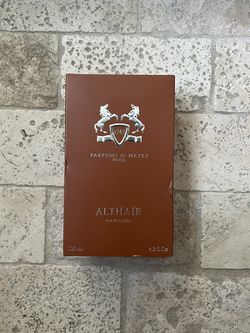 PARFUMS de MARLY
PARIS
ALTHAÏR
125 ml
4.2 fl.oz